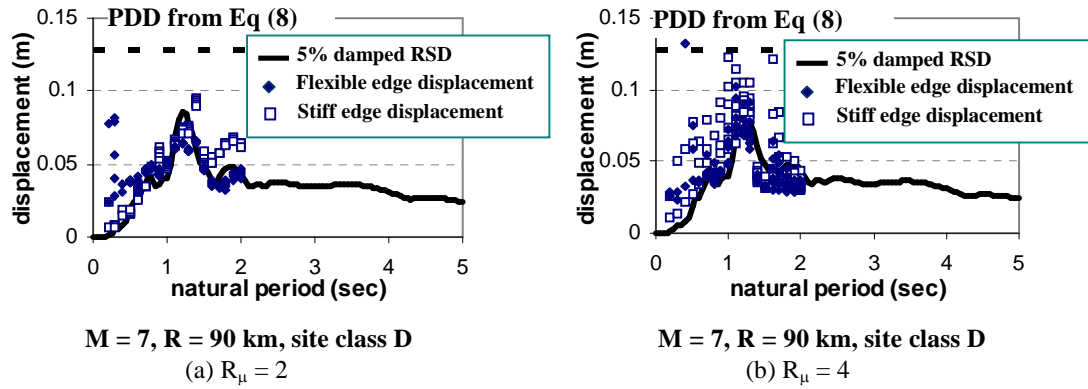 PDD from Eq (8)
0.15
0.1
0.05
0
displacement (m)
5% damped RSD
Flexible edge displacement
Stiff edge displacement
0 1 2 3 4 5
natural period (sec)
M = 7, R = 90 km, site class D
(a) Rμ = 2
PDD from Eq (8)
0.15
0.1
0.05
0
displacement (m)
5% damped RSD
Flexible edge displacement
Stiff edge displacement
0 1 2 3 4 5
natural period (sec)
M = 7, R = 90 km, site class D
(b) Rμ = 4